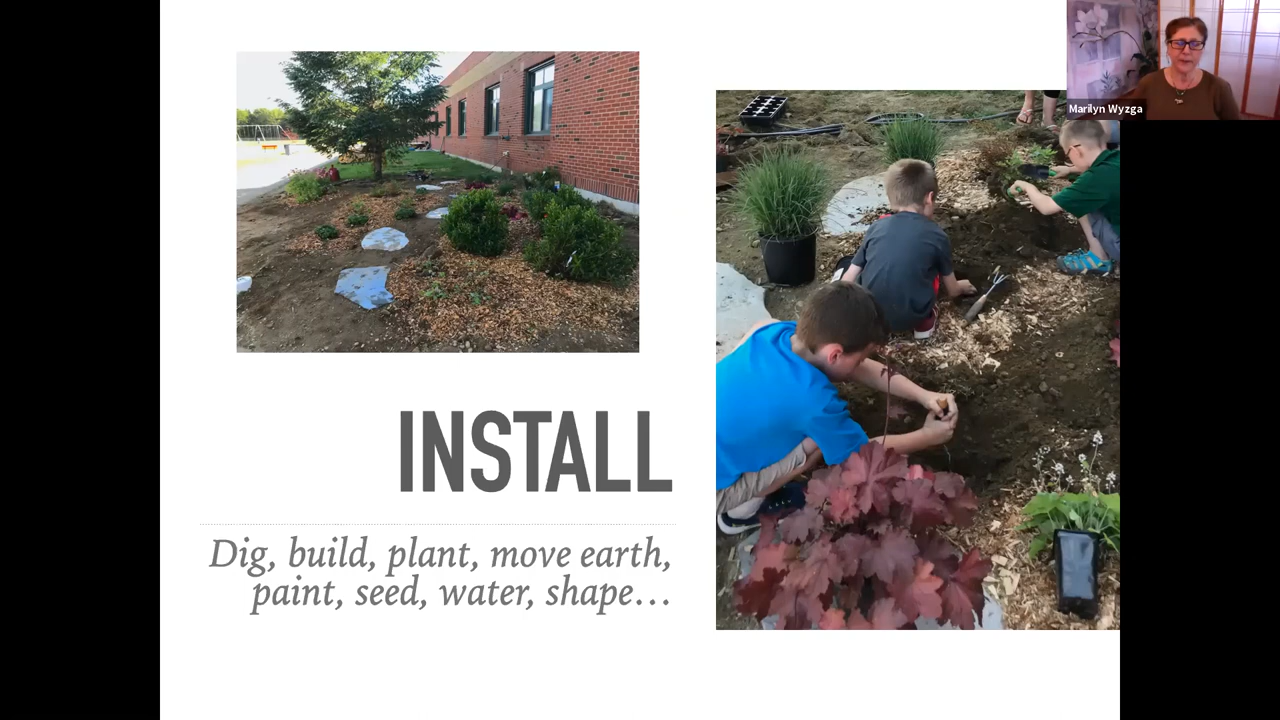 Marilyn Wyzga
INSTALL
Dig, build, plant, move earth,
paint, seed, water, shape...